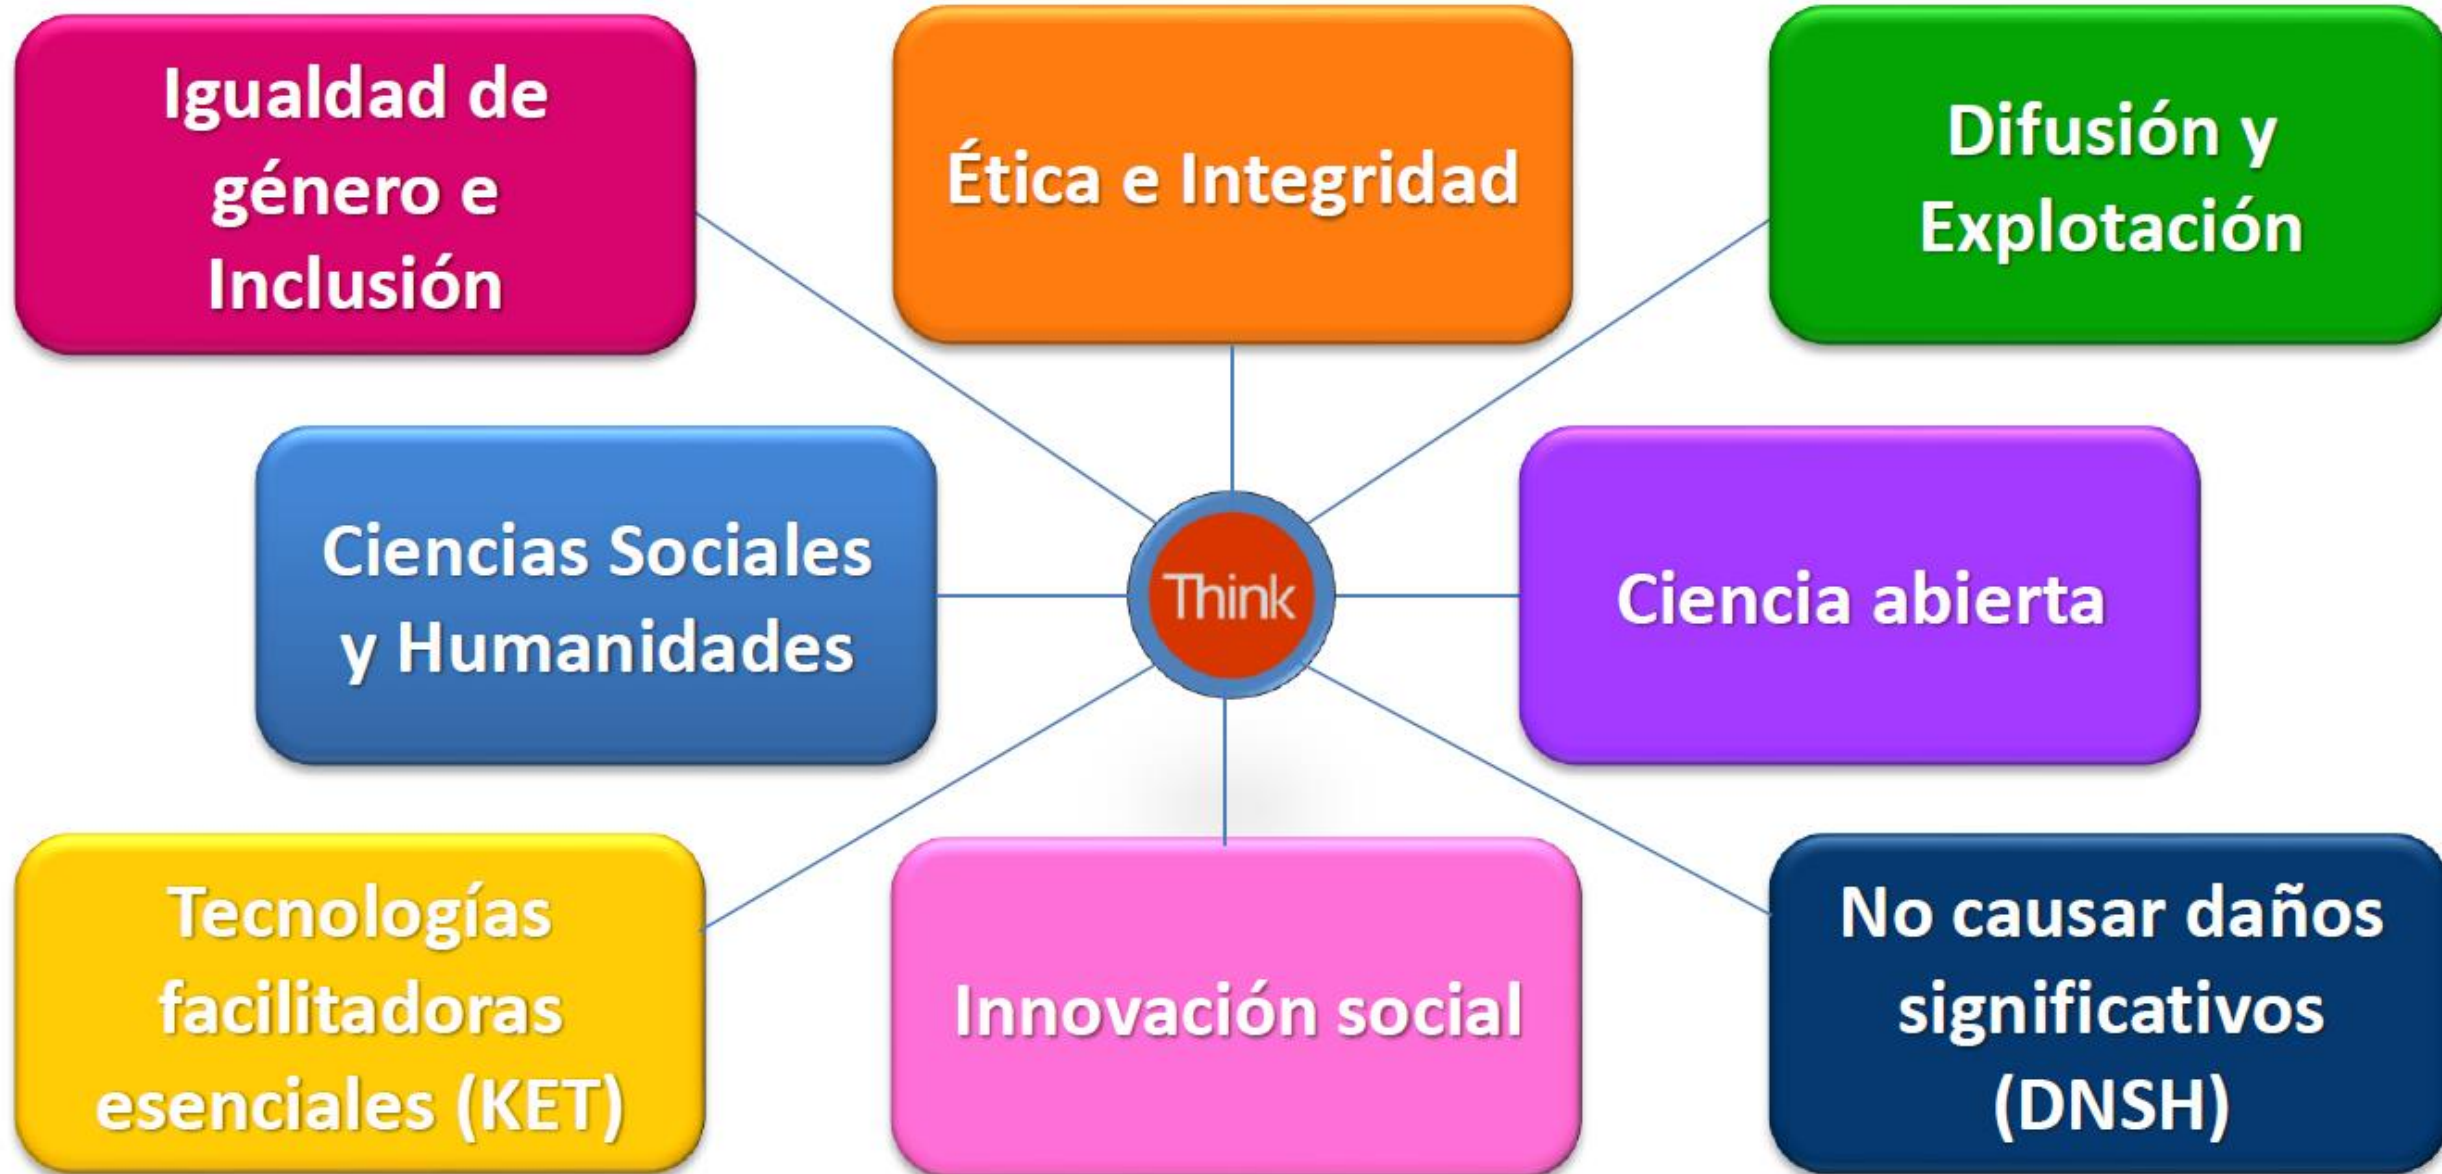 Igualdad de
género e
Inclusión
Ética e Integridad
Difusión y
Explotación
Ciencias Sociales
y Humanidades
Think
Ciencia abierta
Tecnologías
facilitadoras
esenciales (KET)
Innovación social
No causar daños
significativos
(DNSH)